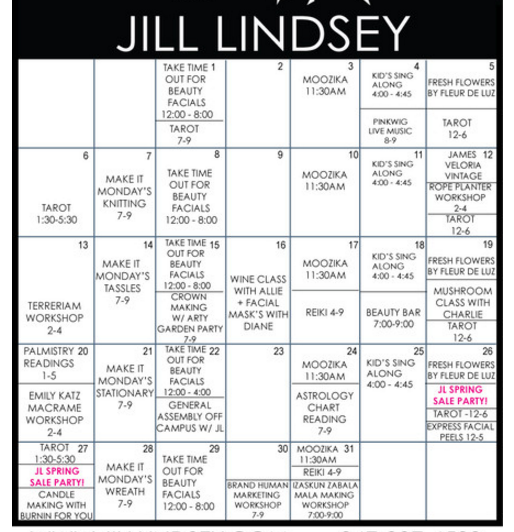 JILL LINDSEY
TAKE TIME 1
OUT FOR
BEAUTY
FACIALS
12:00 - 8:00
TAROT
7-9
2
3
MOOZIKA
11:30AM
4
KID'S SING
ALONG
4:00 - 4:45
PINKWIG
LIVE MUSIC
8-9
5
FRESH FLOWERS
BY FLEUR DE LUZ
TAROT
12-6
6
TAROT
1:30-5:30
7
MAKE IT
MONDAY'S
KNITTING
7-9
8
TAKE TIME
OUT FOR
BEAUTY
FACIALS
12:00 - 8:00
9
10
MOOZIKA
11:30AM
11
KID'S SING
ALONG
4:00 - 4:45
JAMES 12
VELORIA
VINTAGE
ROPE PLANTER
WORKSHOP
2-4
TAROT
12-6
13
TERRERIAM
WORKSHOP
2-4
14
MAKE IT
MONDAY'S
TASSLES
7-9
TAKE TIME 15
OUT FOR
BEAUTY
FACIALS
12:00 - 8:00
CROWN
MAKING
W/ ARTY
GARDEN PARTY
7-9
16
WINE CLASS
WITH ALLIE
+ FACIAL
MASK'S WITH
DIANE
17
MOOZIKA
11:30AM
REIKI 4-9
18
KID'S SING
ALONG
4:00 - 4:45
BEAUTY BAR
7:00-9:00
19
FRESH FLOWERS
BY FLEUR DE LUZ
MUSHROOM
CLASS WITH
CHARLIE
TAROT
12-6
PALMISTRY 20
READINGS
1-5
EMILY KATZ
MACRAME
WORKSHOP
2-4
21
MAKE IT
MONDAY'S
STATIONARY
7-9
TAKE TIME 22
OUT FOR
BEAUTY
FACIALS
12:00 - 4:00
GENERAL
ASSEMBLY OFF
CAMPUS W/ JL
23
24
MOOZIKA
11:30AM
ASTROLOGY
CHART
READING
7-9
25
KID'S SING
ALONG
4:00 - 4:45
26
FRESH FLOWERS
BY FLEUR DE LUZ
JL SPRING
SALE PARTY!
TAROT -12-6
EXPRESS FACIAL
PEELS 12-5
TAROT 27
1:30-5:30
JL SPRING
SALE PARTY!
CANDLE
MAKING WITH
BURNIN FOR YOU
28
MAKE IT
MONDAY'S
WREATH
7-9
29
TAKE TIME
OUT FOR
BEAUTY
FACIALS
12:00 - 8:00
30
BRAND HUMAN
MARKETING
WORKSHOP
7-9
MOOZIKA 31
11:30AM
REIKI 4-9
IZASKUN ZABALA
MALA MAKING
WORKSHOP
7:00-9:00